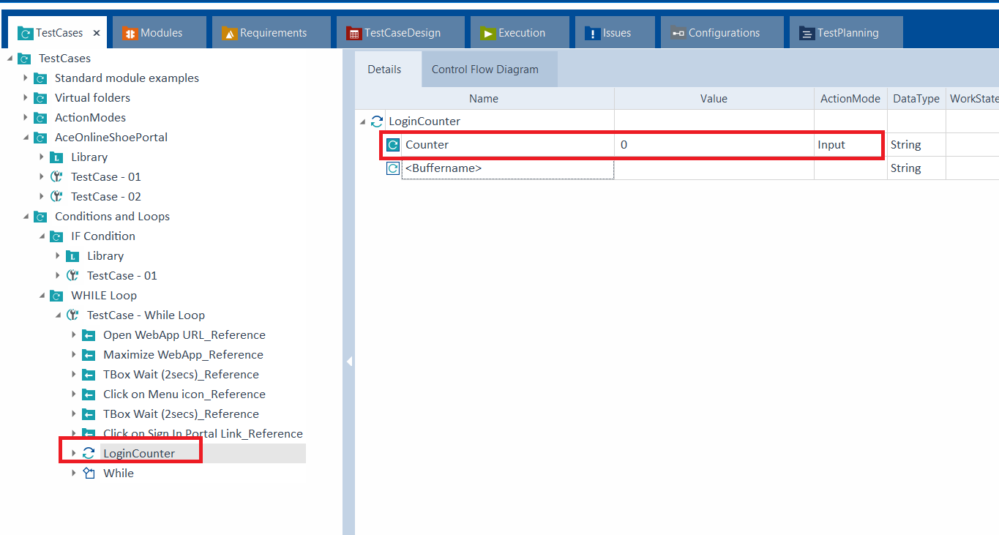 TestCases × Modules Requirements TestCaseDesign Execution Issues Configurations TestPlanning
TestCases
Standard module examples
Virtual folders
ActionModes
AceOnlineShoePortal
L Library
TestCase - 01
TestCase - 02
Conditions and Loops
IF Condition
L Library
TestCase - 01
WHILE Loop
TestCase - While Loop
Open WebApp URL_Reference
Maximize WebApp_Reference
TBox Wait (2secs)_Reference
Click on Menu icon_Reference
TBox Wait (2secs)_Reference
Click on Sign In Portal Link_Reference
LoginCounter
While
Details Control Flow Diagram
Name Value ActionMode DataType WorkState
LoginCounter
Counter 0 Input String
<Buffername> String